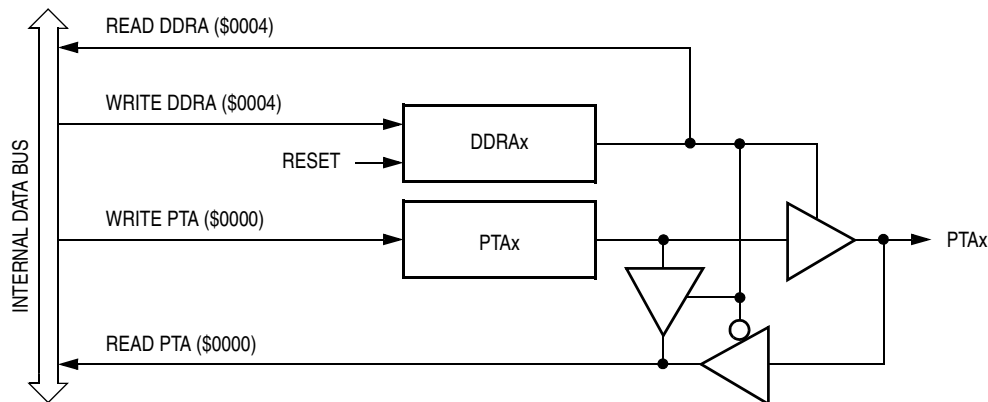 READ DDRA ($0004)
WRITE DDRA ($0004)
DDRAx
RESET
WRITE PTA ($0000)
PTAx
PTAx
READ PTA ($0000)
INTERNAL DATA BUS